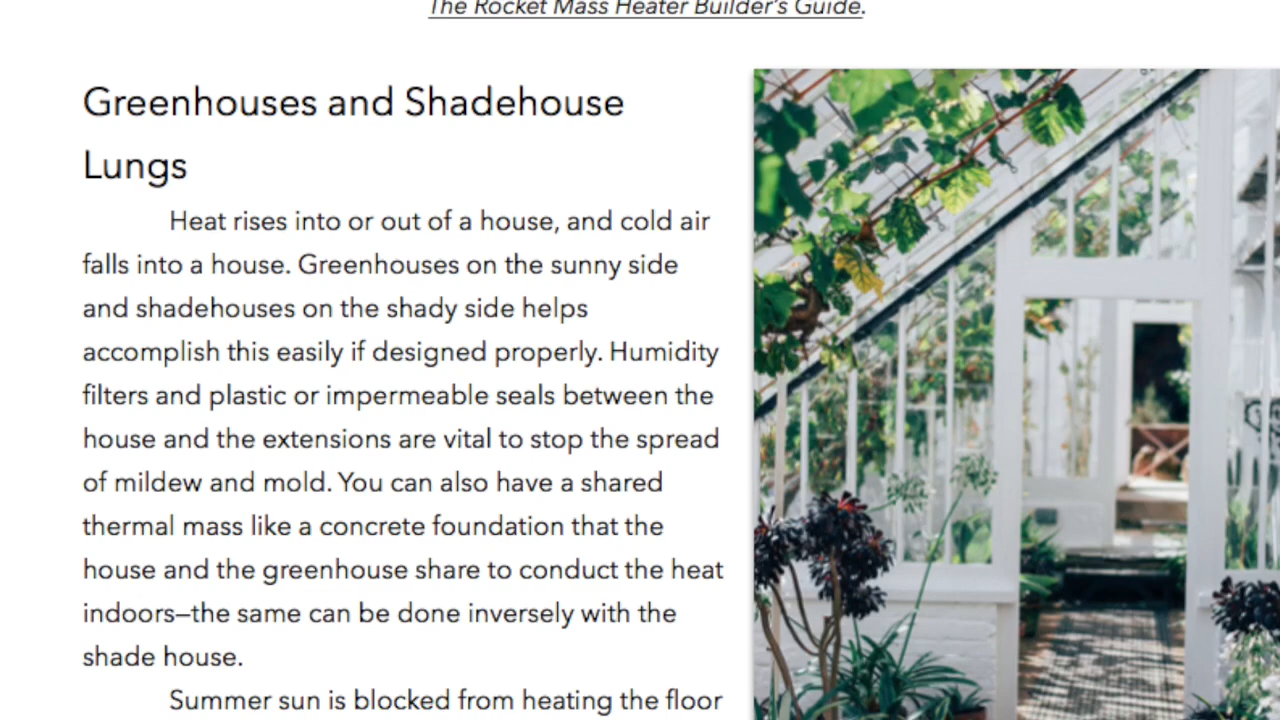 The Rocket Mass Heater Builder's Guide.
Greenhouses and Shadehouse
Lungs
Heat rises into or out of a house, and cold air
falls into a house. Greenhouses on the sunny side
and shadehouses on the shady side helps
accomplish this easily if designed properly. Humidity
filters and plastic or impermeable seals between the
house and the extensions are vital to stop the spread
of mildew and mold. You can also have a shared
thermal mass like a concrete foundation that the
house and the greenhouse share to conduct the heat
indoors—the same can be done inversely with the
shade house.
Summer sun is blocked from heating the floor